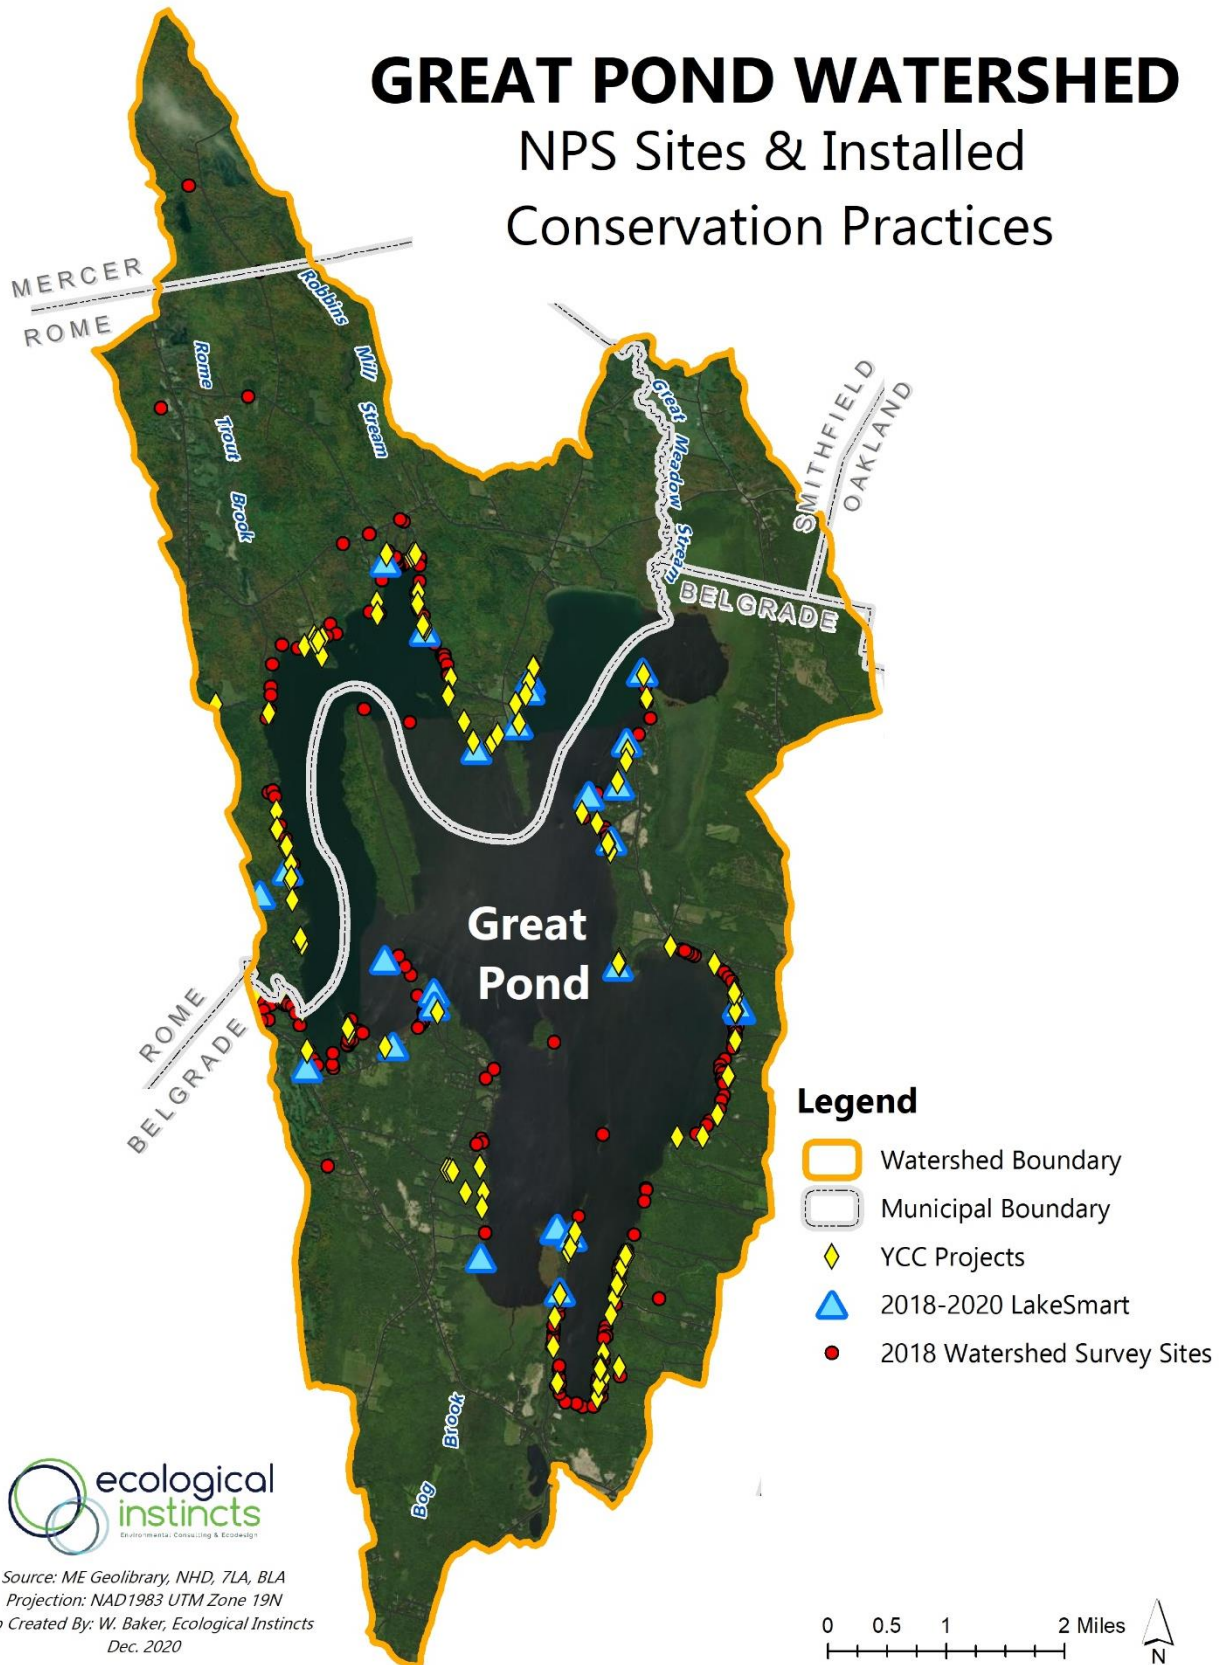 GREAT POND WATERSHED
NPS Sites & Installed
Conservation Practices
MERCER
ROME
Robbins Mill Stream
Rome Trout Brook
Great Meadow Stream
SMITHFIELD
OAKLAND
BELGRADE
Great
Pond
ROME
BELGRADE
Legend
Watershed Boundary
Municipal Boundary
YCC Projects
2018-2020 LakeSmart
2018 Watershed Survey Sites
Bog Brook
ecological
instincts
Environmental Consulting & Ecodesign
Source: ME Geolibrary, NHD, 7LA, BLA
Projection: NAD1983 UTM Zone 19N
Created By: W. Baker, Ecological Instincts
Dec. 2020
0 0.5 1 2 Miles
N